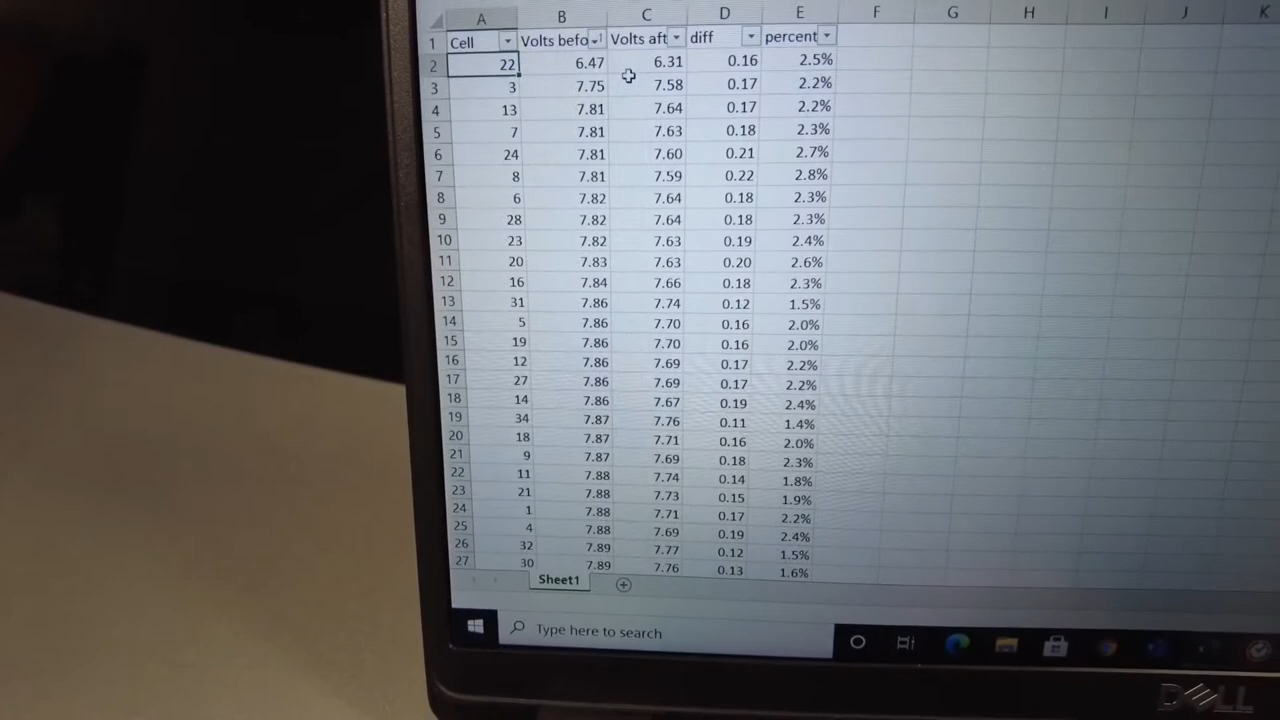 A B C D E F G H I J K
1 Cell Volts befo Volts aft diff percent
2 22 6.47 6.31 0.16 2.5%
3 3 7.75 7.58 0.17 2.2%
4 13 7.81 7.64 0.17 2.2%
5 7 7.81 7.63 0.18 2.3%
6 24 7.81 7.60 0.21 2.7%
7 8 7.81 7.59 0.22 2.8%
8 6 7.82 7.64 0.18 2.3%
9 28 7.82 7.64 0.18 2.3%
10 23 7.82 7.63 0.19 2.4%
11 20 7.83 7.63 0.20 2.6%
12 16 7.84 7.66 0.18 2.3%
13 31 7.86 7.74 0.12 1.5%
14 5 7.86 7.70 0.16 2.0%
15 19 7.86 7.70 0.16 2.0%
16 12 7.86 7.69 0.17 2.2%
17 27 7.86 7.69 0.17 2.2%
18 14 7.86 7.67 0.19 2.4%
19 34 7.87 7.76 0.11 1.4%
20 18 7.87 7.71 0.16 2.0%
21 9 7.87 7.69 0.18 2.3%
22 11 7.88 7.74 0.14 1.8%
23 21 7.88 7.73 0.15 1.9%
24 1 7.88 7.71 0.17 2.2%
25 4 7.88 7.69 0.19 2.4%
26 32 7.89 7.77 0.12 1.5%
27 30 7.89 7.76 0.13 1.6%
Sheet1
Type here to search
DELL